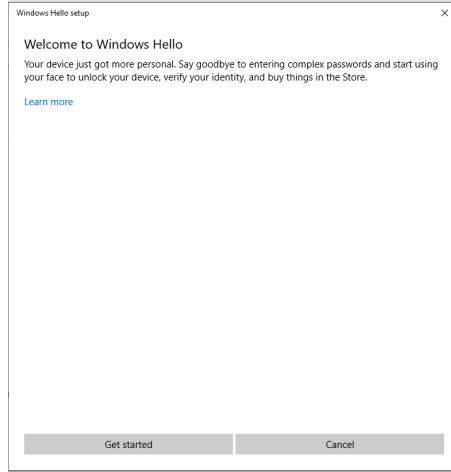 Windows Hello setup
Welcome to Windows Hello
Your device just got more personal. Say goodbye to entering complex passwords and start using
your face to unlock your device, verify your identity, and buy things in the Store.
Learn more
Get started
Cancel